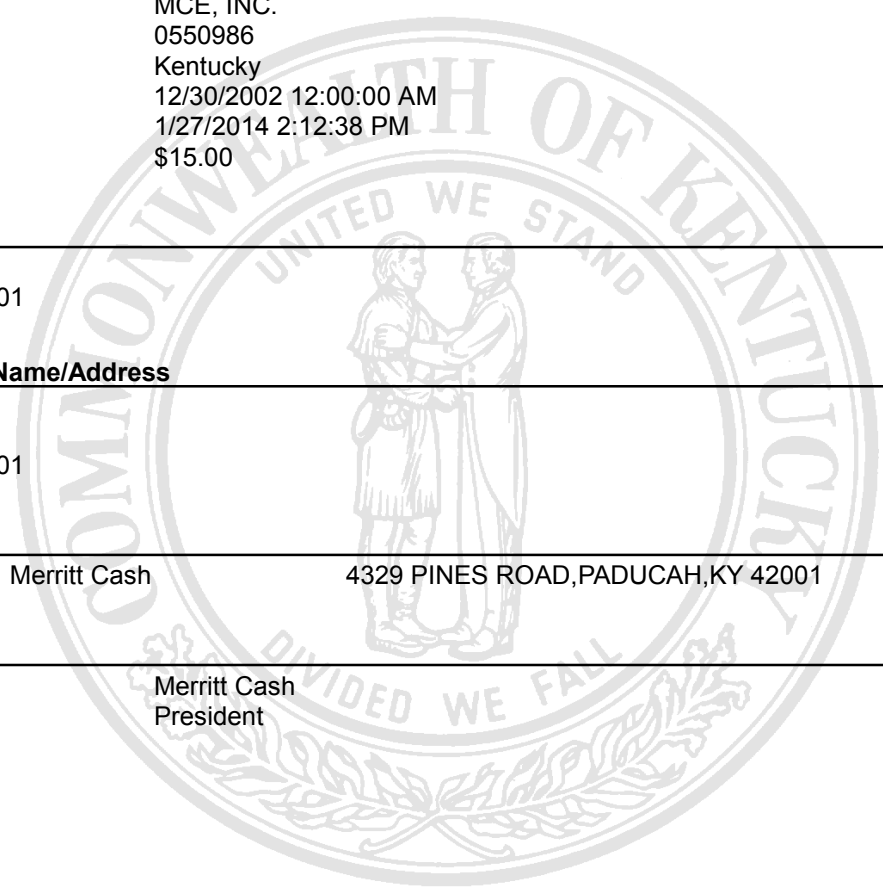 MCE, INC.
0550986
Kentucky
12/30/2002 12:00:00 AM
1/27/2014 2:12:38 PM
$15.00
01
Name/Address
01
Merritt Cash 4329 PINES ROAD,PADUCAH,KY 42001
Merritt Cash
President
COMMONWEALTH OF KENTUCKY
UNITED WE STAND
DIVIDED WE FALL